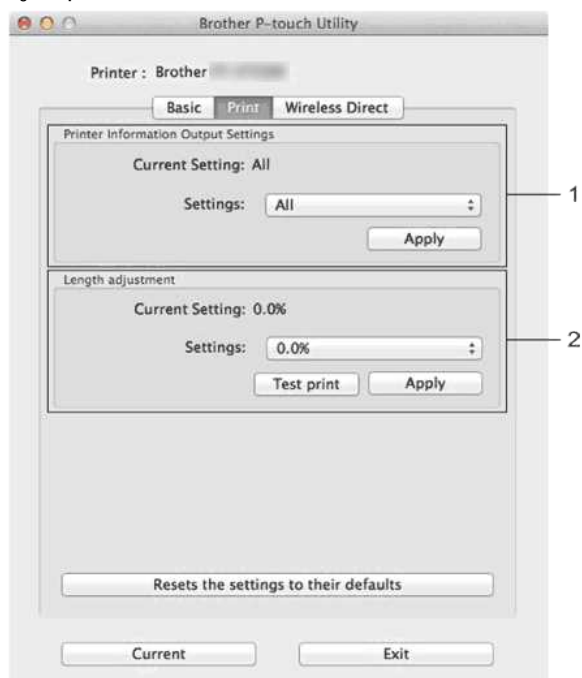 Brother P-touch Utility
Printer : Brother
Basic Print Wireless Direct
Printer Information Output Settings
Current Setting: All
Settings: All
Apply
1
Length adjustment
Current Setting: 0.0%
Settings: 0.0%
Test print Apply
2
Resets the settings to their defaults
Current Exit